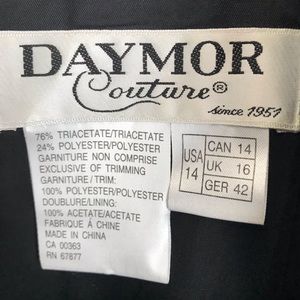 DAYMOR
Couture®
since 1951
76% TRIACETATE/TRIACETATE
24% POLYESTER/POLYESTER
GARNITURE NON COMPRISE
EXCLUSIVE OF TRIMMING
GARNITURE/TRIM:
100% POLYESTER/POLYESTER
DOUBLURE/LINING:
100% ACETATE/ACETATE
FABRIQUÉ À CHINE
MADE IN CHINA
CA 00363
RN 67877
USA
14
CAN 14
UK 16
GER 42